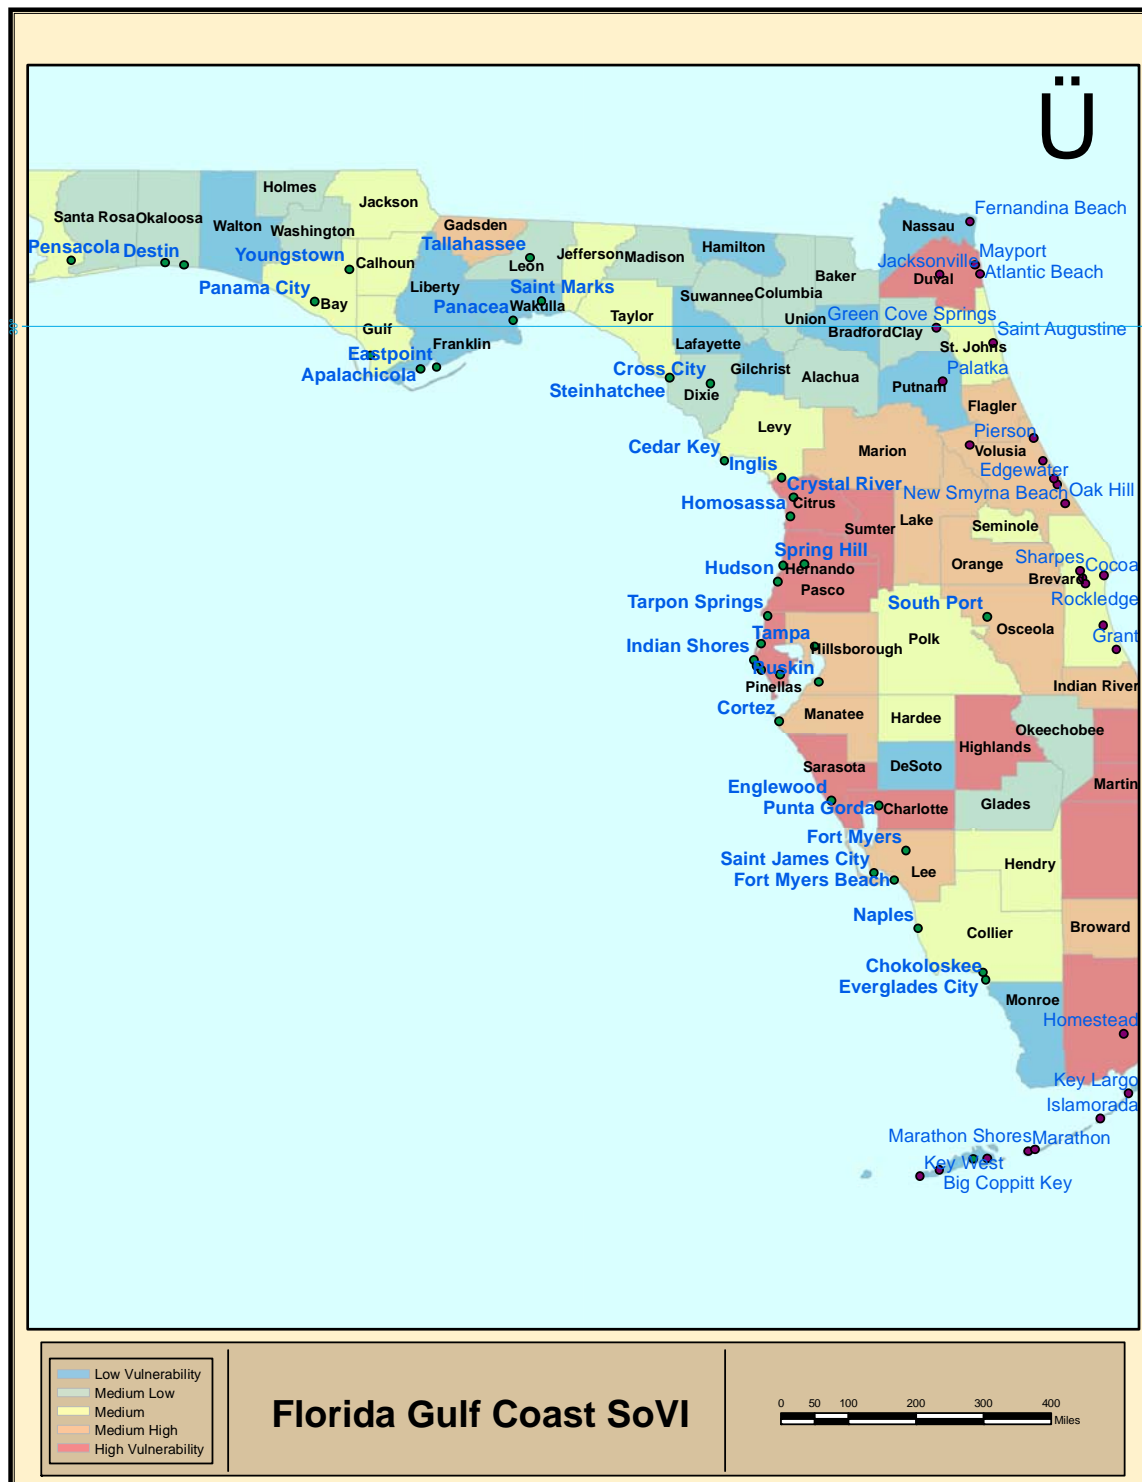 Ü
Holmes
Jackson
Santa Rosa
Okaloosa
Walton
Washington
Gadsden
Nassau
Fernandina Beach
Pensacola
Destin
Youngstown
Calhoun
Tallahassee
Leon
Jefferson
Madison
Hamilton
Baker
Jacksonville
Duval
Mayport
Atlantic Beach
Panama City
Bay
Liberty
Saint Marks
Panacea
Wakulla
Taylor
Suwannee
Columbia
Union
Bradford
Clay
Green Cove Springs
Saint Augustine
Gulf
Franklin
Lafayette
St. Johns
Eastpoint
Apalachicola
Cross City
Steinhatchee
Dixie
Gilchrist
Alachua
Putnam
Palatka
Flagler
Levy
Marion
Pierson
Volusia
Cedar Key
Inglis
Crystal River
Edgewater
New Smyrna Beach
Oak Hill
Homosassa
Citrus
Sumter
Lake
Seminole
Spring Hill
Hudson
Hernando
Pasco
Orange
Sharpes
Cocoa
Brevard
Rockledge
Tarpon Springs
South Port
Osceola
Grant
Indian Shores
Tampa
Hillsborough
Polk
Ruskin
Pinellas
Indian River
Cortez
Manatee
Hardee
Okeechobee
Highlands
Sarasota
DeSoto
Martin
Englewood
Punta Gorda
Charlotte
Glades
Fort Myers
Saint James City
Fort Myers Beach
Lee
Hendry
Naples
Collier
Broward
Chokoloskee
Everglades City
Monroe
Homestead
Key Largo
Islamorada
Marathon Shores
Marathon
Key West
Big Coppitt Key
Low Vulnerability
Medium Low
Medium
Medium High
High Vulnerability
Florida Gulf Coast SoVI
0 50 100 200 300 400
Miles